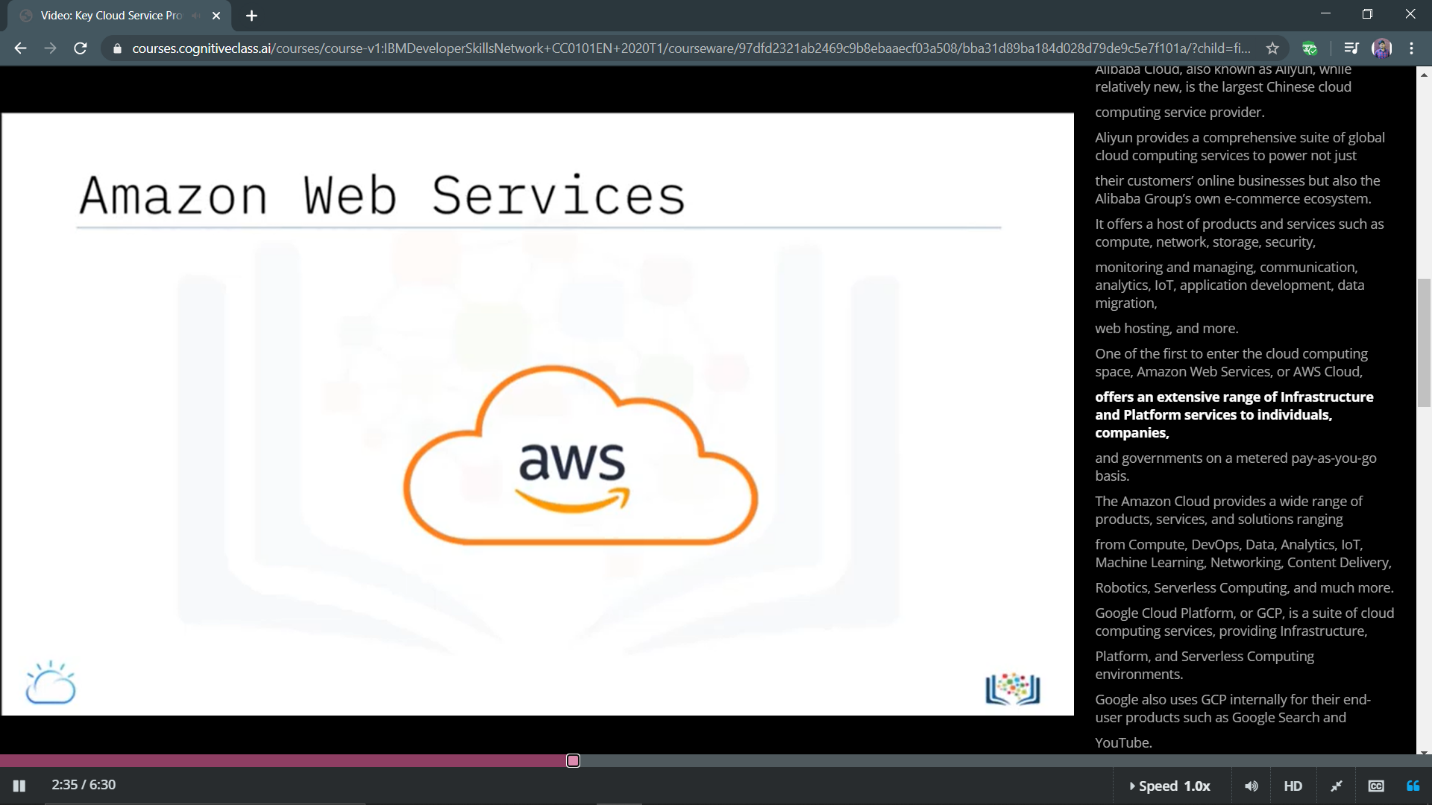 Video: Key Cloud Service Pro
courses.cognitiveclass.ai/courses/course-v1:IBMDeveloperSkillsNetwork+CC0101EN+2020T1/courseware/97dfd2321ab2469c9b8ebaaecf03a508/bba31d89ba184d028d79de9c5e7f101a/?child=fi...
Amazon Web Services
aws
Alibaba Cloud, also known as Aliyun, while
relatively new, is the largest Chinese cloud
computing service provider.
Aliyun provides a comprehensive suite of global
cloud computing services to power not just
their customers' online businesses but also the
Alibaba Group's own e-commerce ecosystem.
It offers a host of products and services such as
compute, network, storage, security,
monitoring and managing, communication,
analytics, IoT, application development, data
migration,
web hosting, and more.
One of the first to enter the cloud computing
space, Amazon Web Services, or AWS Cloud,
offers an extensive range of Infrastructure
and Platform services to individuals,
companies,
and governments on a metered pay-as-you-go
basis.
The Amazon Cloud provides a wide range of
products, services, and solutions ranging
from Compute, DevOps, Data, Analytics, IoT,
Machine Learning, Networking, Content Delivery,
Robotics, Serverless Computing, and much more.
Google Cloud Platform, or GCP, is a suite of cloud
computing services, providing Infrastructure,
Platform, and Serverless Computing
environments.
Google also uses GCP internally for their end-
user products such as Google Search and
YouTube.
2:35 / 6:30
Speed 1.0x
HD
CC